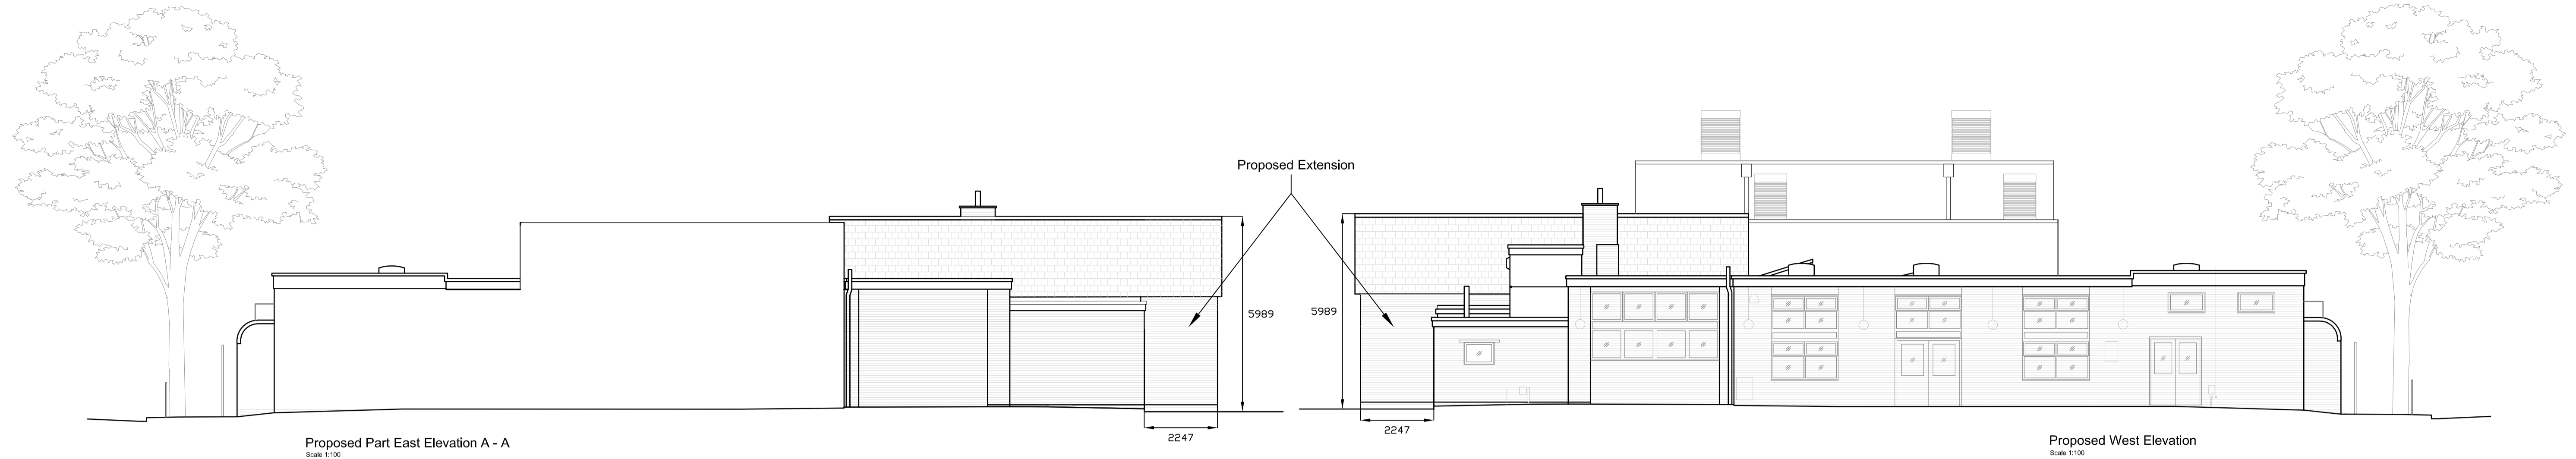 Proposed Extension
5989
5989
2247
2247
Proposed Part East Elevation A - A
Scale 1:100
Proposed West Elevation
Scale 1:100